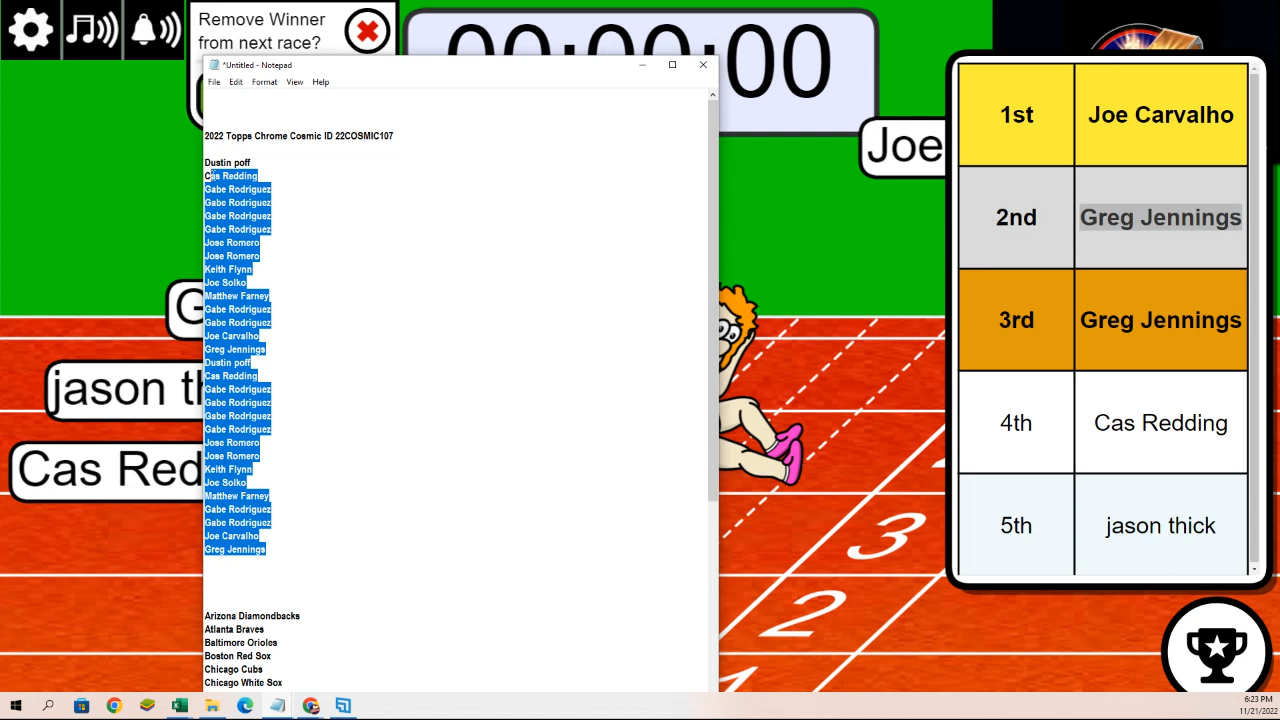 Remove Winner
from next race?
00:00:00
*Untitled - Notepad
File Edit Format View Help
2022 Topps Chrome Cosmic ID 22COSMIC107
Dustin poff
Cas Redding
Gabe Rodriguez
Gabe Rodriguez
Gabe Rodriguez
Gabe Rodriguez
Jose Romero
Jose Romero
Keith Flynn
Joe Solko
Matthew Farney
Gabe Rodriguez
Gabe Rodriguez
Joe Carvalho
Greg Jennings
Dustin poff
Cas Redding
Gabe Rodriguez
Gabe Rodriguez
Gabe Rodriguez
Gabe Rodriguez
Jose Romero
Jose Romero
Keith Flynn
Joe Solko
Matthew Farney
Gabe Rodriguez
Gabe Rodriguez
Joe Carvalho
Greg Jennings
Arizona Diamondbacks
Atlanta Braves
Baltimore Orioles
Boston Red Sox
Chicago Cubs
Chicago White Sox
Joe
G
jason th
Cas Red
3
2
1st Joe Carvalho
2nd Greg Jennings
3rd Greg Jennings
4th Cas Redding
5th jason thick
6:23 PM
11/21/2022